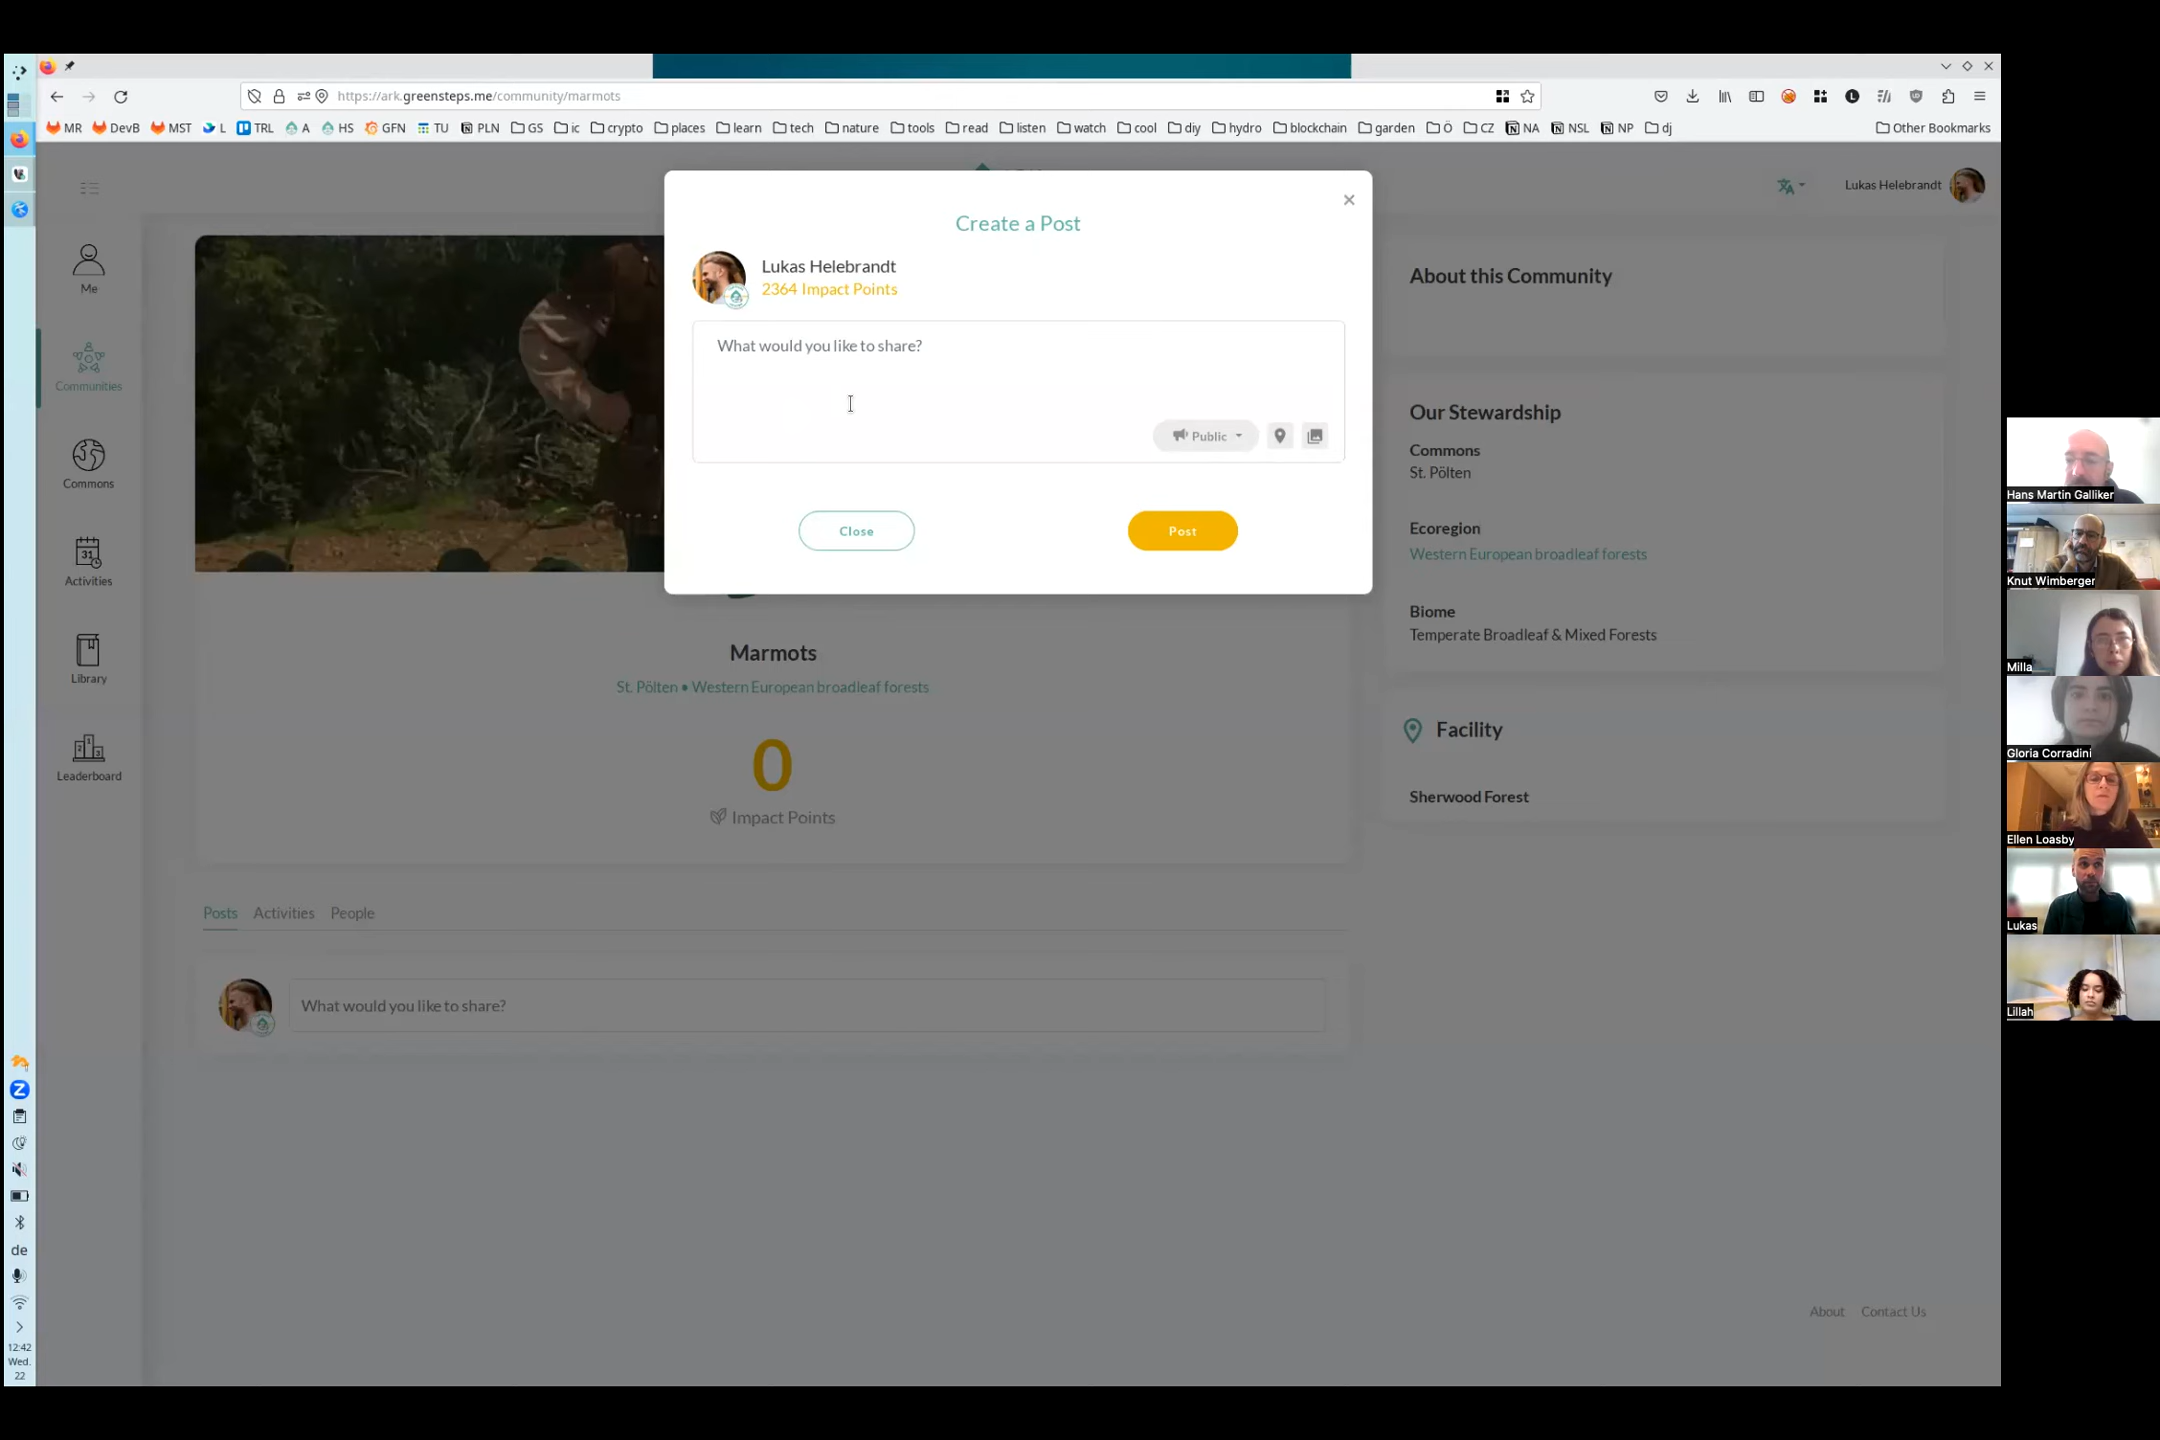 https://ark.greensteps.me/community/marmots
MR DevB MST L TRL A HS GFN TU PLN GS ic crypto places learn tech nature tools read listen watch cool diy hydro blockchain garden Ö CZ NA NSL NP dj Other Bookmarks
Lukas Helebrandt
Me
Communities
Commons
31
Activities
Library
Leaderboard
Create a Post
Lukas Helebrandt
2364 Impact Points
What would you like to share?
Public
Close
Post
Marmots
St. Pölten • Western European broadleaf forests
0
Impact Points
Posts Activities People
What would you like to share?
About this Community
Our Stewardship
Commons
St. Pölten
Ecoregion
Western European broadleaf forests
Biome
Temperate Broadleaf & Mixed Forests
Facility
Sherwood Forest
About Contact Us
Hans Martin Galliker
Knut Wimberger
Milla
Gloria Corradini
Ellen Loasby
Lukas
Lillah
de
12:42
Wed.
22